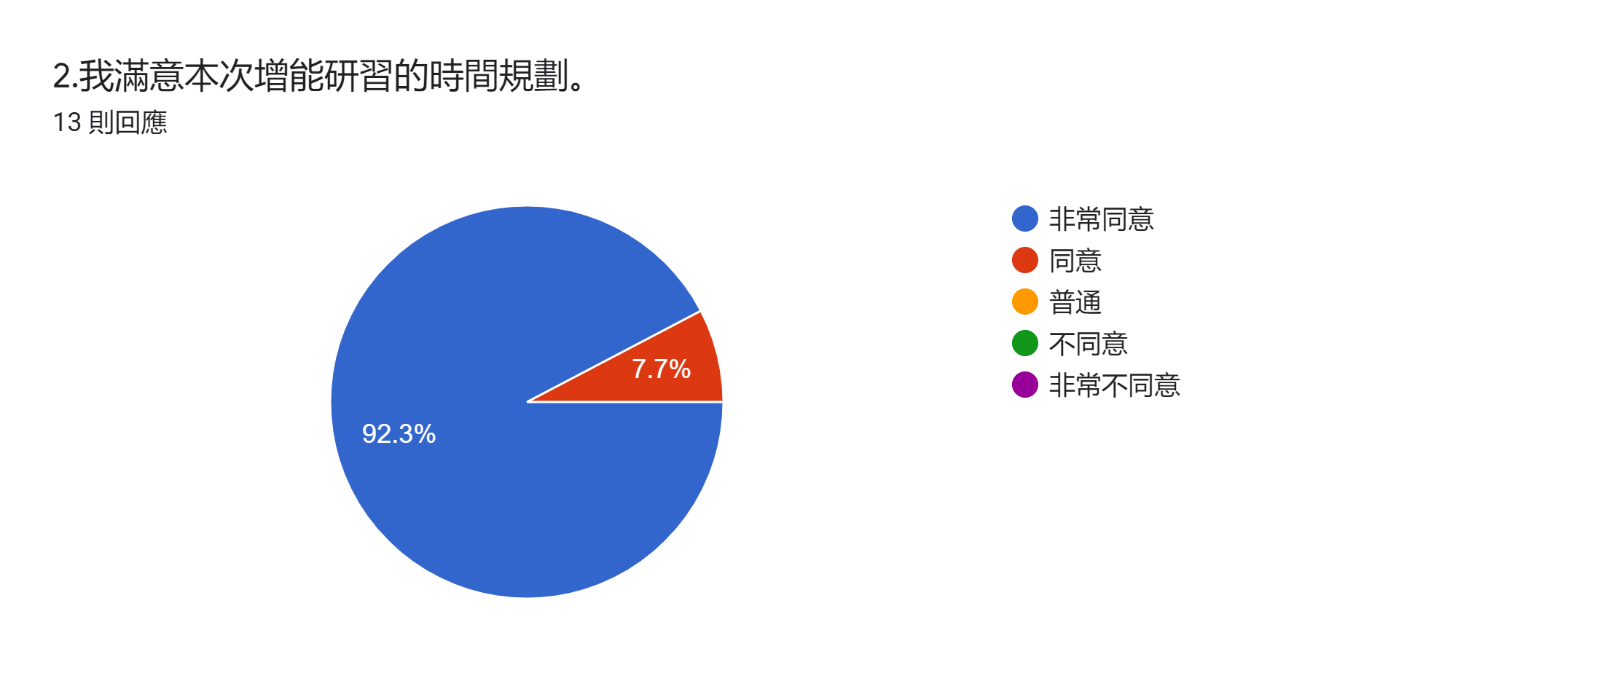 2.我滿意本次增能研習的時間規劃。
13 則回應
非常同意
同意
普通
不同意
非常不同意
7.7%
92.3%